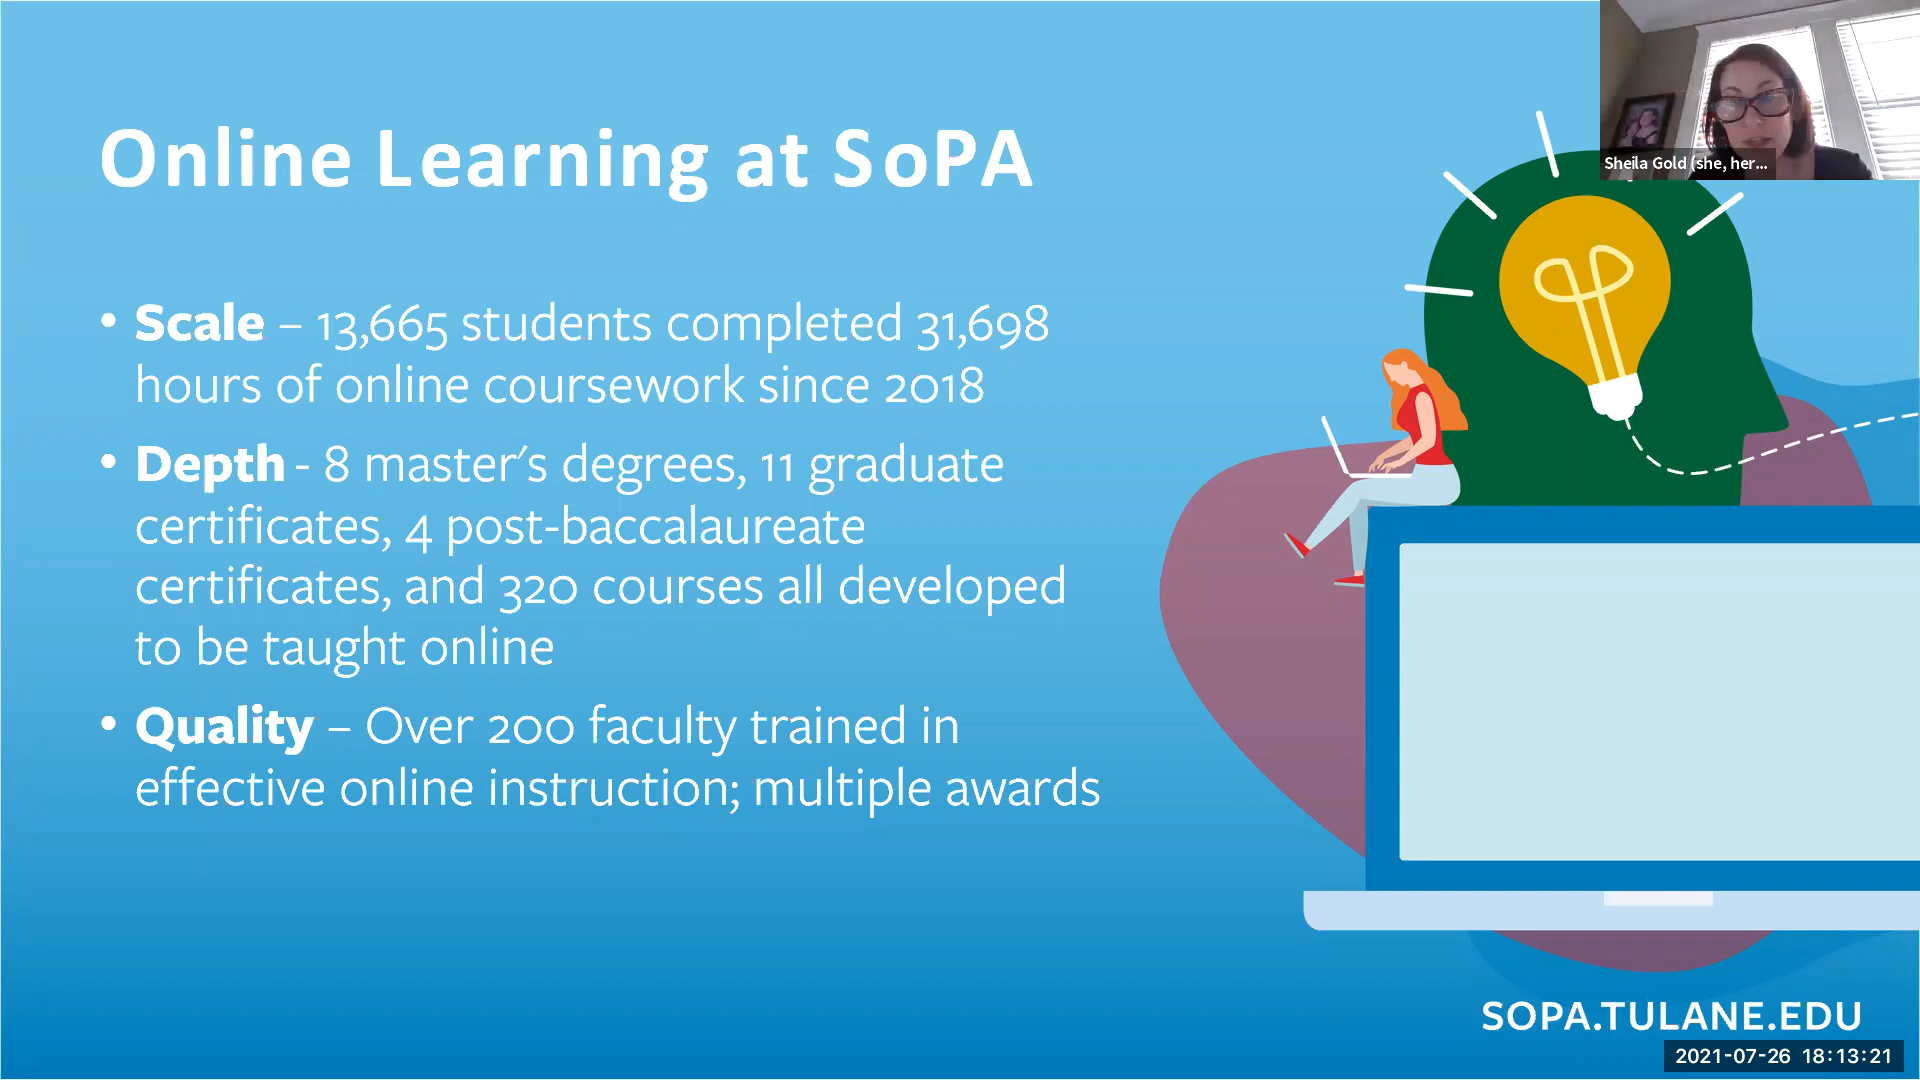 Sheila Gold (she, her...
Online Learning at SoPA
• Scale – 13,665 students completed 31,698
hours of online coursework since 2018
• Depth - 8 master's degrees, 11 graduate
certificates, 4 post-baccalaureate
certificates, and 320 courses all developed
to be taught online
• Quality – Over 200 faculty trained in
effective online instruction; multiple awards
SOPA.TULANE.EDU
2021-07-26 18:13:21